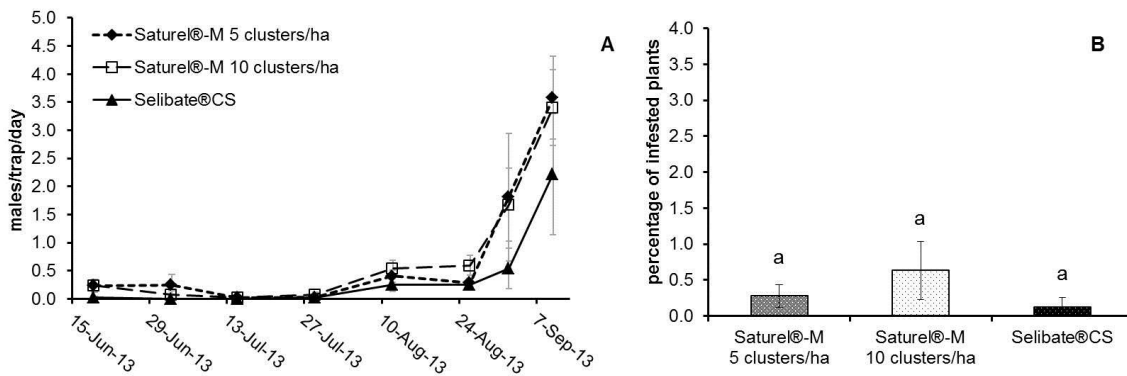 A
males/trap/day
5.0
4.5
4.0
3.5
3.0
2.5
2.0
1.5
1.0
0.5
0.0
Saturel®-M 5 clusters/ha
Saturel®-M 10 clusters/ha
Selibate®CS
15-Jun-13
29-Jun-13
13-Jul-13
27-Jul-13
10-Aug-13
24-Aug-13
7-Sep-13
B
percentage of infested plants
4.0
3.5
3.0
2.5
2.0
1.5
1.0
0.5
0.0
a
a
a
Saturel®-M
5 clusters/ha
Saturel®-M
10 clusters/ha
Selibate®CS